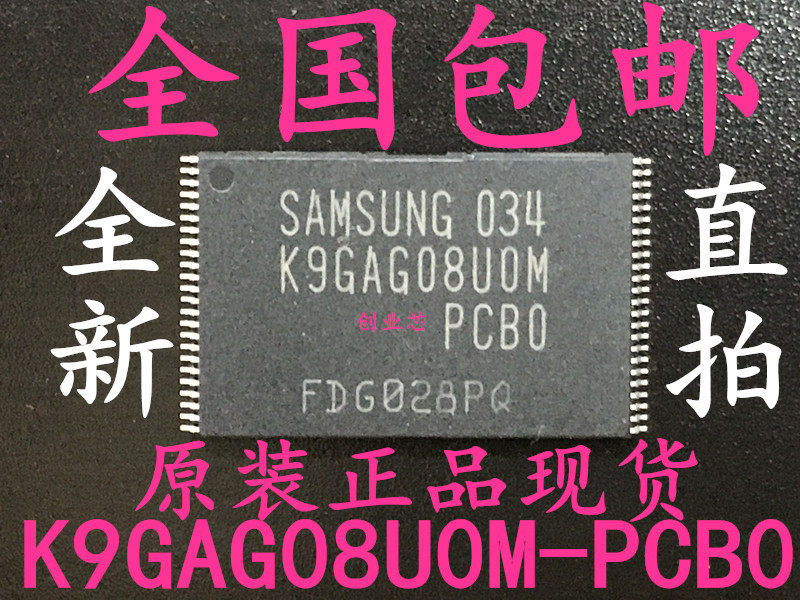 全国包邮
全新
直拍
SAMSUNG 034
K9GAG08U0M
创业芯
PCB0
FDG028PQ
原装正品现货
K9GAG08U0M-PCB0